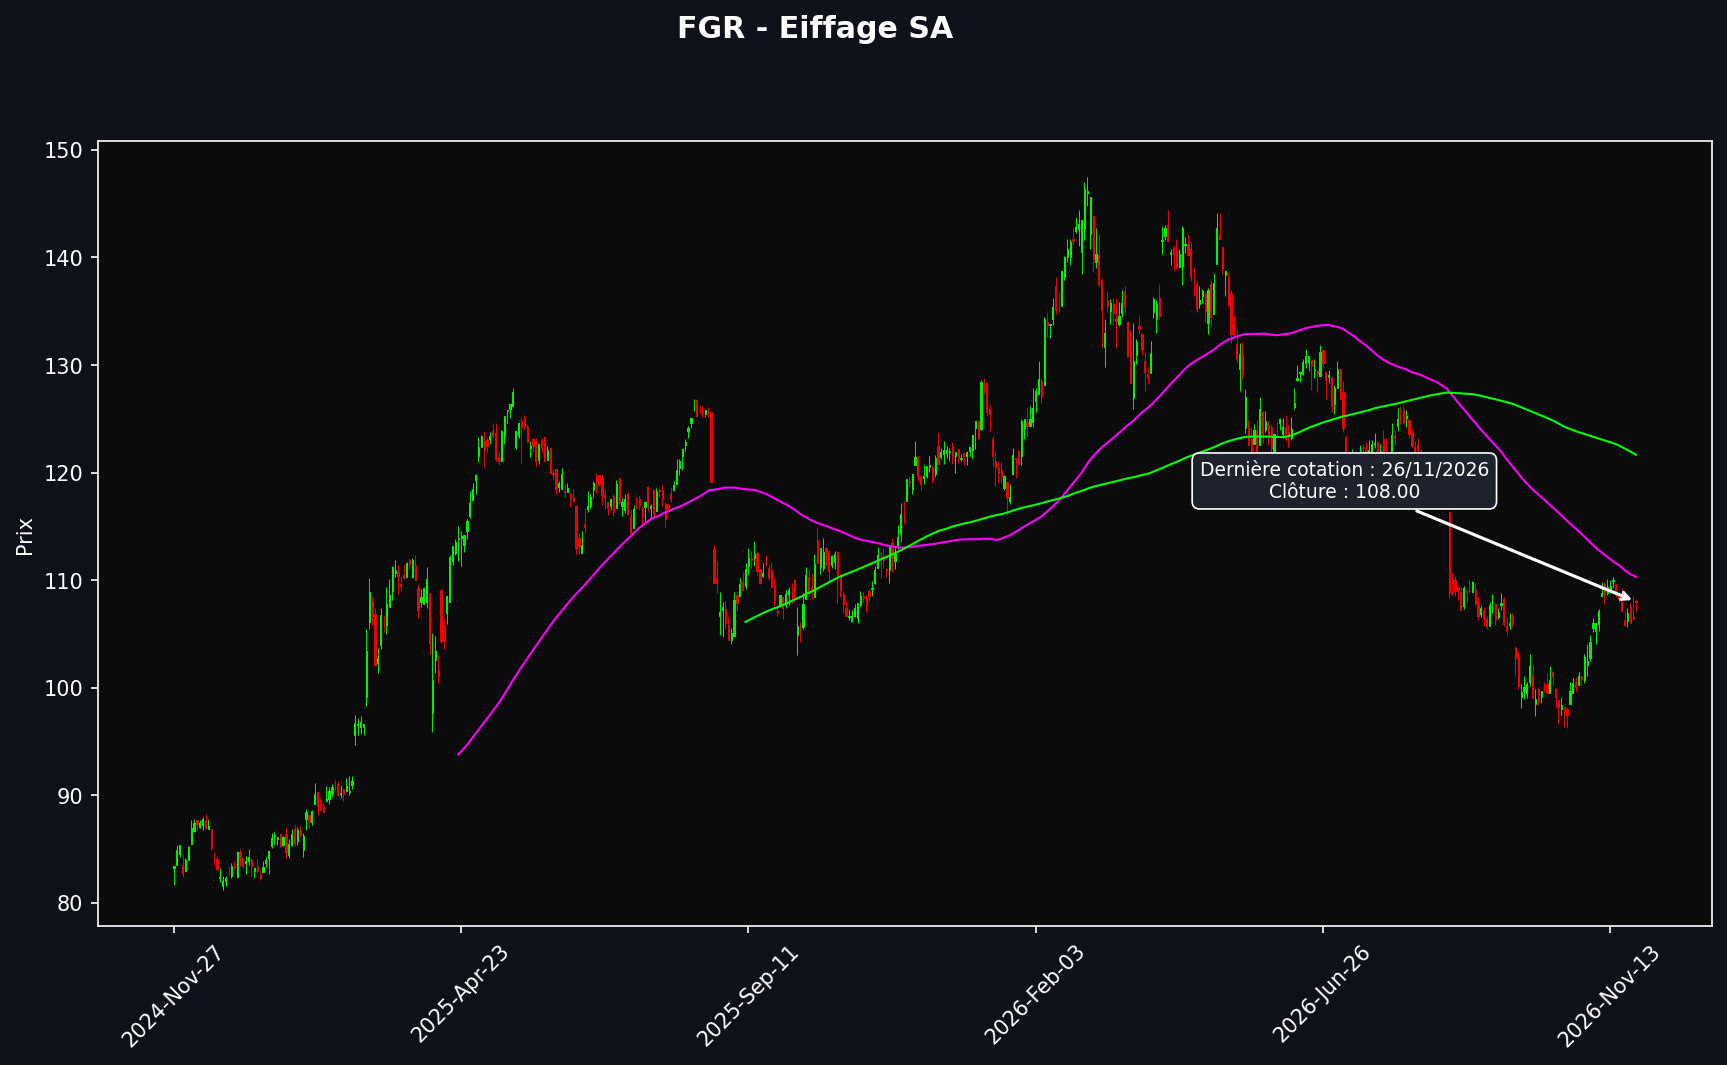 FGR - Eiffage SA
150
140
130
120
110
100
90
80
Prix
Dernière cotation : 26/11/2026
Clôture : 108.00
2024-Nov-27
2025-Apr-23
2025-Sep-11
2026-Feb-03
2026-Jun-26
2026-Nov-13